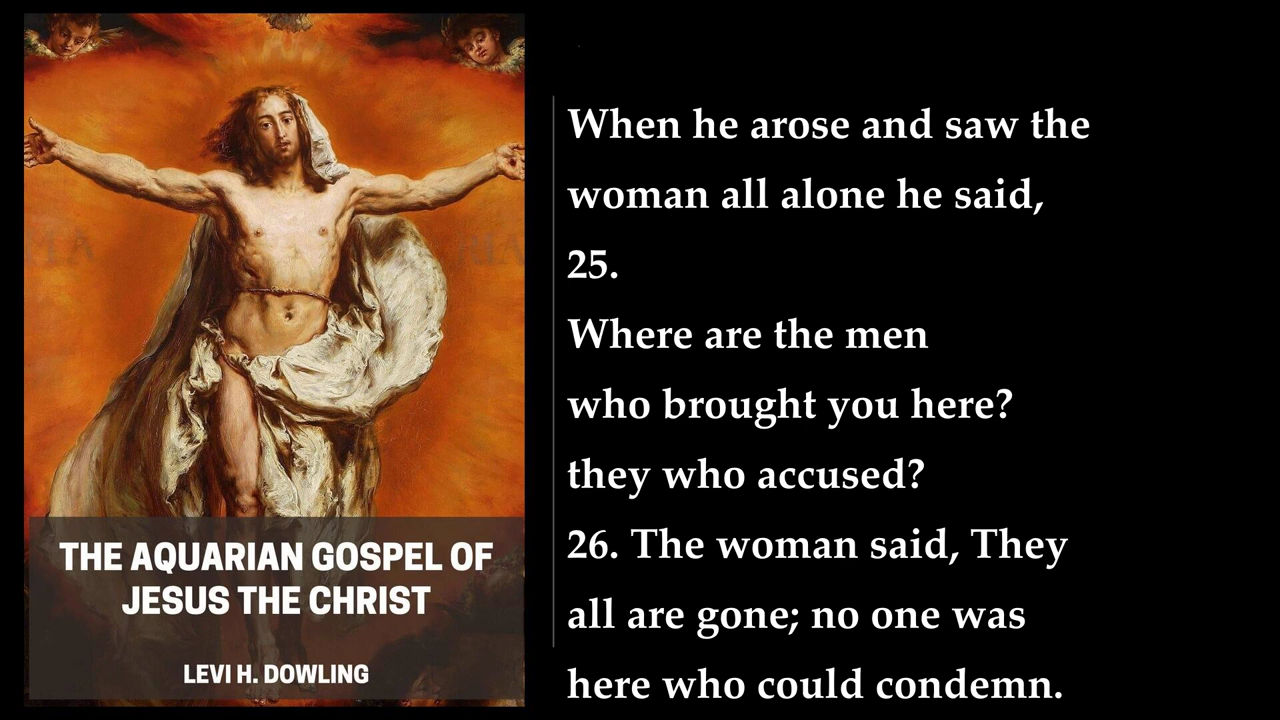 THE AQUARIAN GOSPEL OF
JESUS THE CHRIST
LEVI H. DOWLING
When he arose and saw the
woman all alone he said,
25.
Where are the men
who brought you here?
they who accused?
26. The woman said, They
all are gone; no one was
here who could condemn.